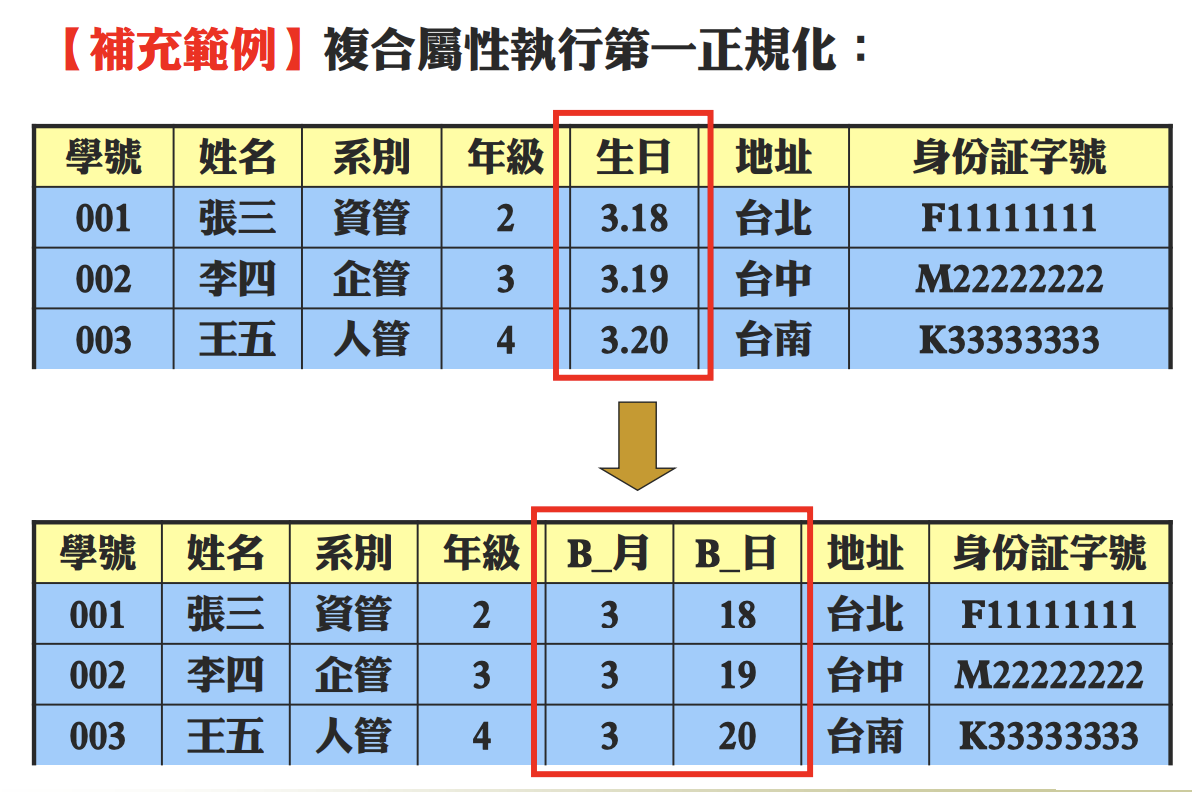 【補充範例】複合屬性執行第一正規化：
學號 姓名 系別 年級 生日 地址 身份証字號
001 張三 資管 2 3.18 台北 F11111111
002 李四 企管 3 3.19 台中 M22222222
003 王五 人管 4 3.20 台南 K33333333
學號 姓名 系別 年級 B_月 B_日 地址 身份証字號
001 張三 資管 2 3 18 台北 F11111111
002 李四 企管 3 3 19 台中 M22222222
003 王五 人管 4 3 20 台南 K33333333